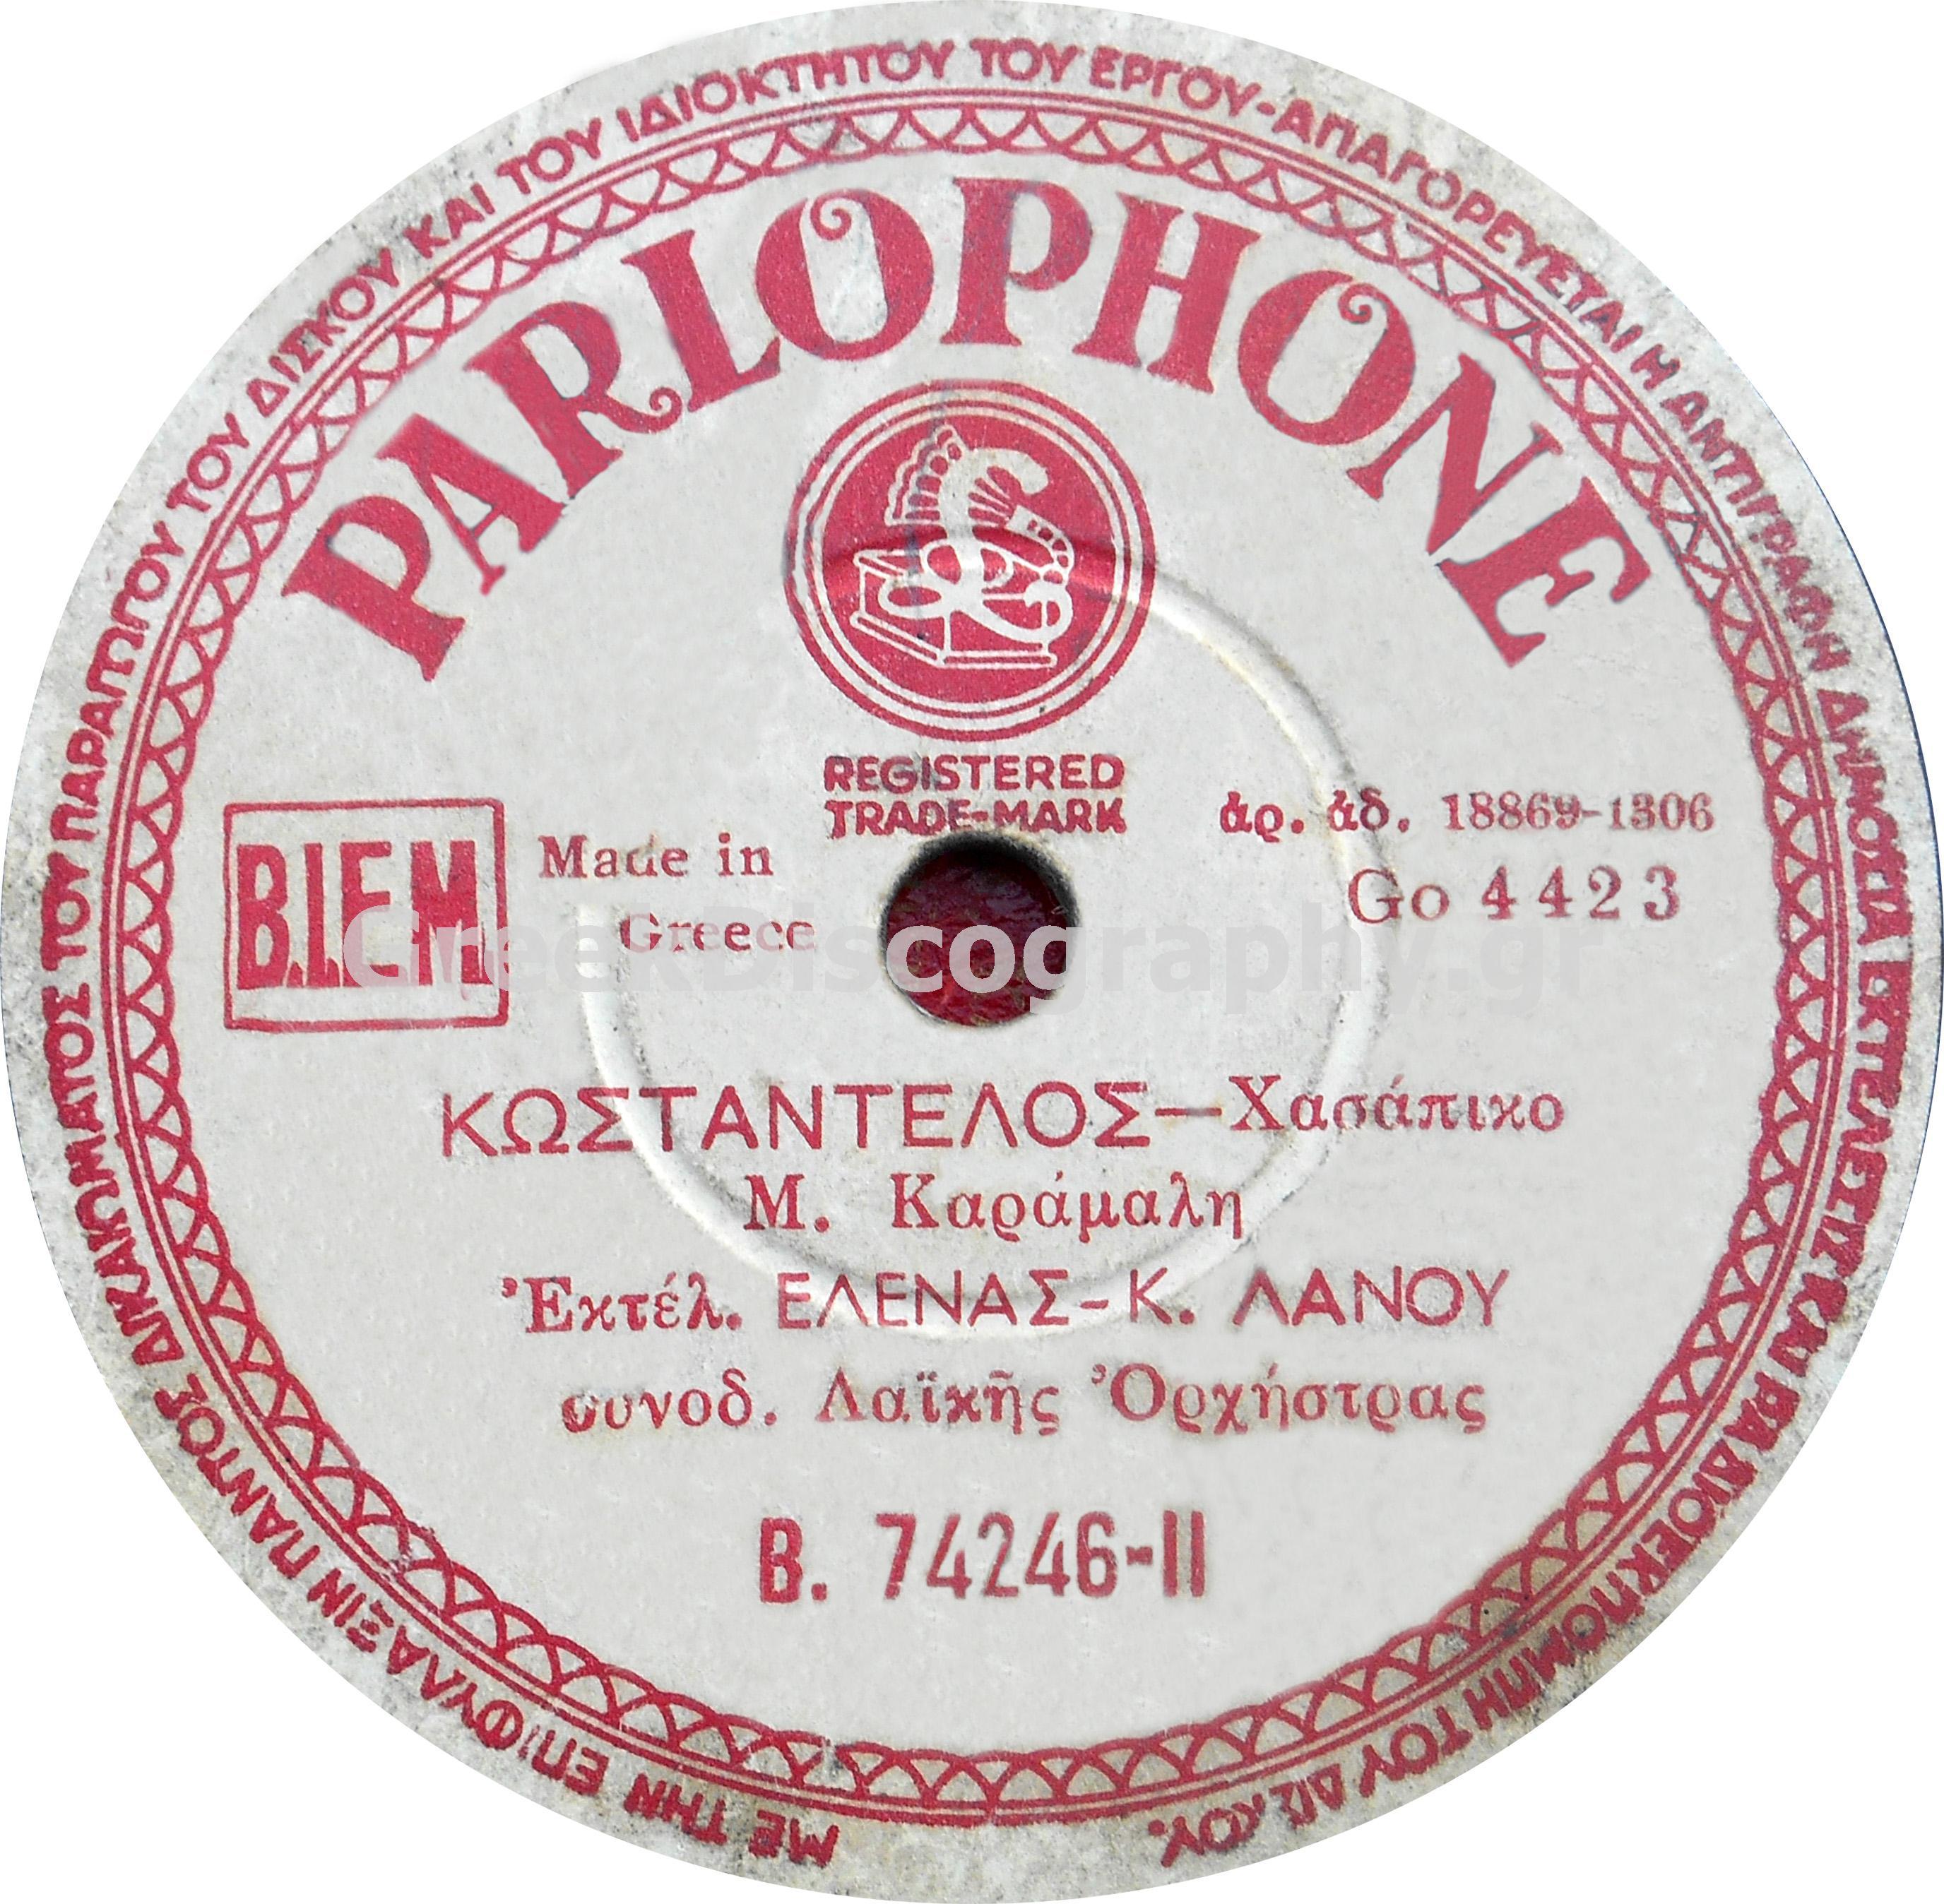 ΜΕ ΤΗΝ ΕΠΙΦΥΛΑΞΙΝ ΠΑΝΤΟΣ ΔΙΚΑΙΩΜΑΤΟΣ ΤΟΥ ΠΑΡΑΓΩΓΟΥ ΤΟΥ ΔΙΣΚΟΥ ΚΑΙ ΤΟΥ ΙΔΙΟΚΤΗΤΟΥ ΤΟΥ ΕΡΓΟΥ-ΑΠΑΓΟΡΕΥΕΤΑΙ Η ΑΝΤΙΓΡΑΦΗ ΔΗΜΟΣΙΑ ΕΚΤΕΛΕΣΙΣ ΚΑΙ ΡΑΔΙΟΕΚΠΟΜΠΗ ΤΟΥ ΔΙΣΚΟΥ.
PARLOPHONE
REGISTERED
TRADE-MARK
B.I.E.M
Made in
Greece
ἀρ. ἀδ. 18869-1306
Go 4423
GreekDiscography.gr
ΚΩΣΤΑΝΤΕΛΟΣ—Χασάπικο
Μ. Καράμαλη
Ἐκτέλ. ΕΛΕΝΑΣ-Κ. ΛΑΝΟΥ
συνοδ. Λαϊκῆς Ὀρχήστρας
B. 74246-II